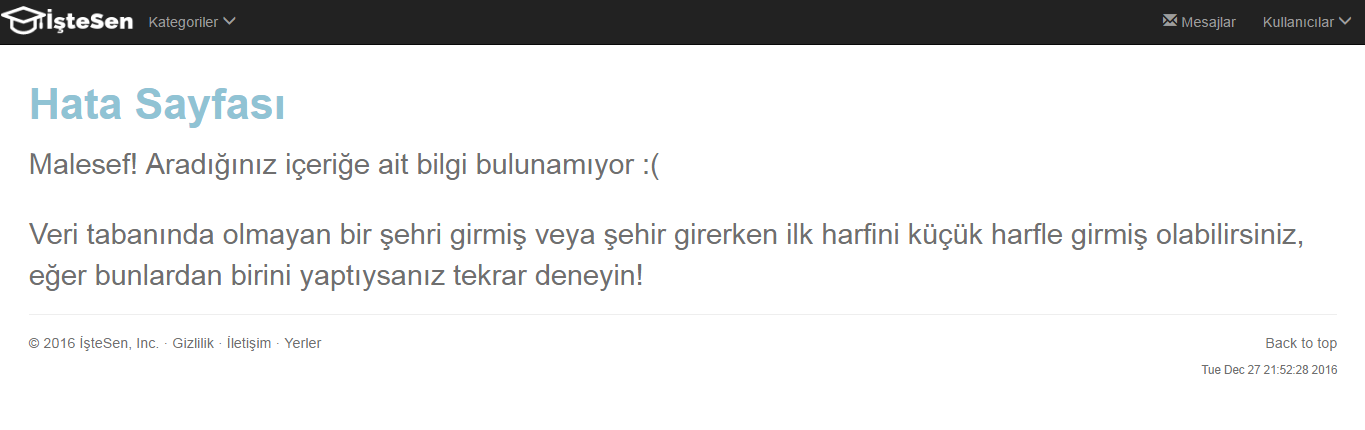 İşteSen Kategoriler Mesajlar Kullanıcılar
Hata Sayfası
Malesef! Aradığınız içeriğe ait bilgi bulunamıyor :(
Veri tabanında olmayan bir şehri girmiş veya şehir girerken ilk harfini küçük harfle girmiş olabilirsiniz,
eğer bunlardan birini yaptıysanız tekrar deneyin!
© 2016 İşteSen, Inc. · Gizlilik · İletişim · Yerler Back to top
Tue Dec 27 21:52:28 2016